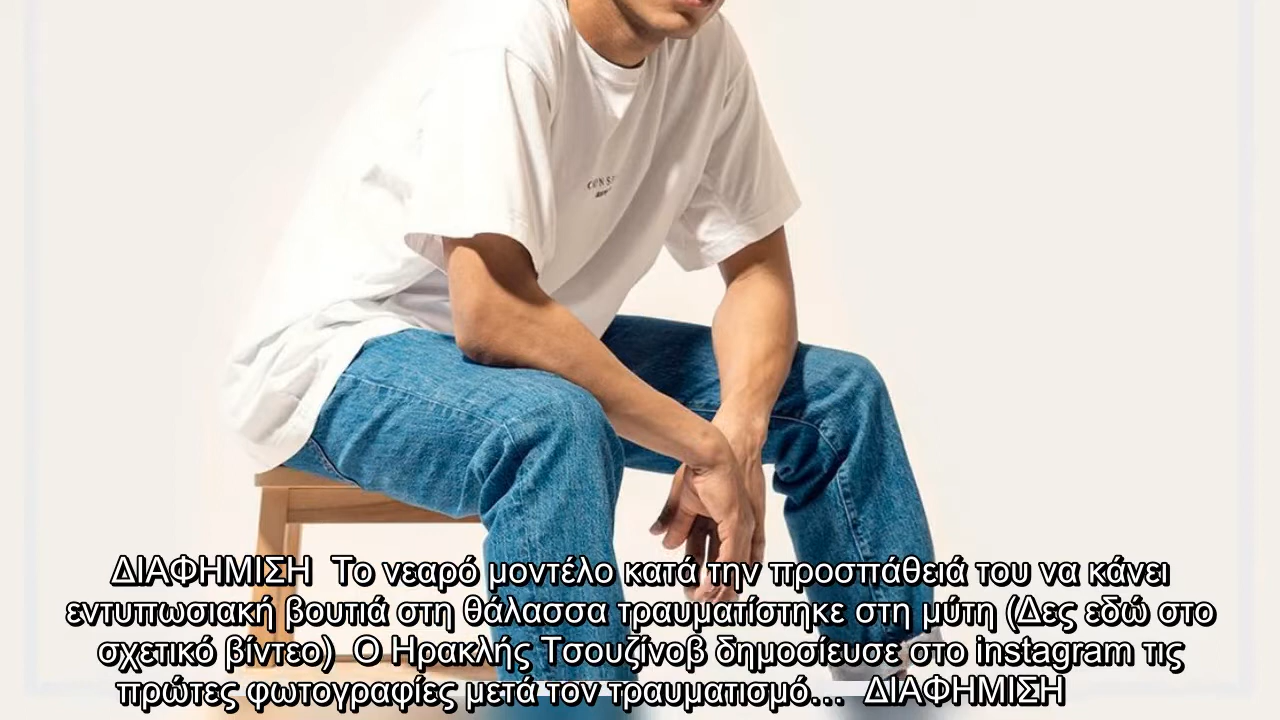 ΔΙΑΦΗΜΙΣΗ Το νεαρό μοντέλο κατά την προσπάθειά του να κάνει
εντυπωσιακή βουτιά στη θάλασσα τραυματίστηκε στη μύτη (Δες εδώ στο
σχετικό βίντεο) Ο Ηρακλής Τσουζίνοβ δημοσίευσε στο instagram τις
πρώτες φωτογραφίες μετά τον τραυματισμό... ΔΙΑΦΗΜΙΣΗ